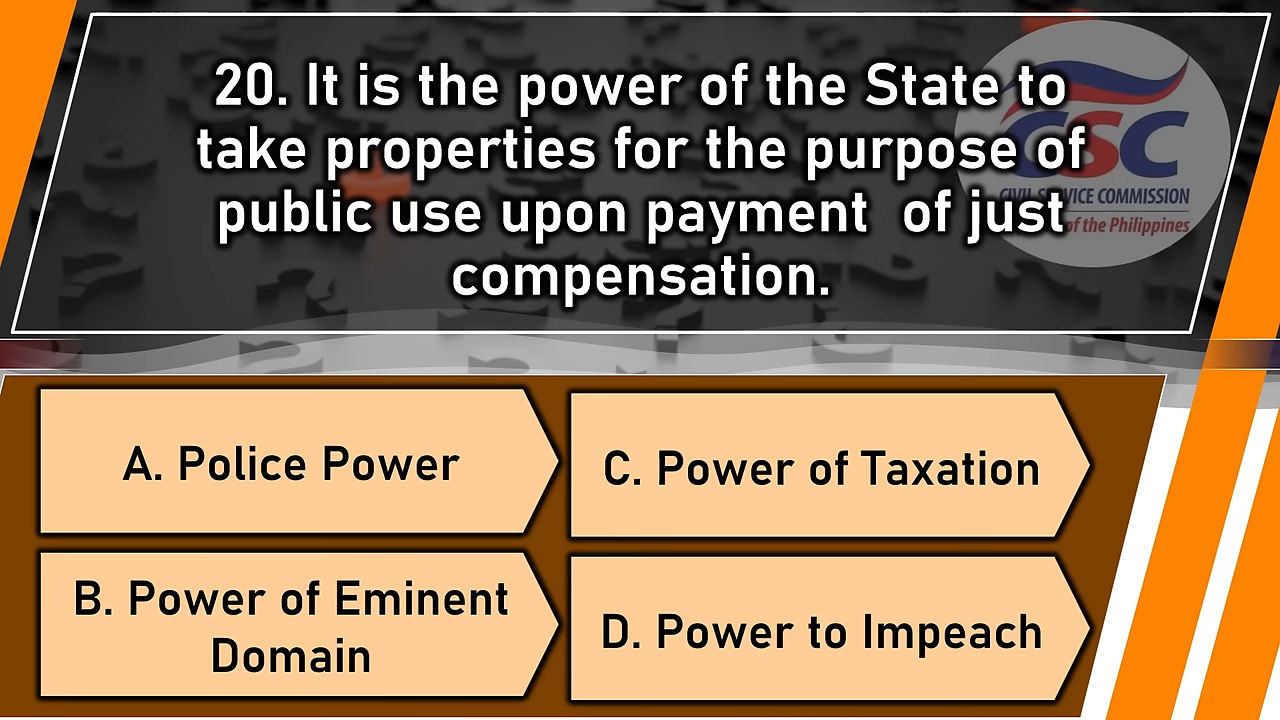 20. It is the power of the State to
take properties for the purpose of
public use upon payment  of just
compensation.
CSC
CIVIL SERVICE COMMISSION
of the Philippines
A. Police Power
C. Power of Taxation
B. Power of Eminent
Domain
D. Power to Impeach